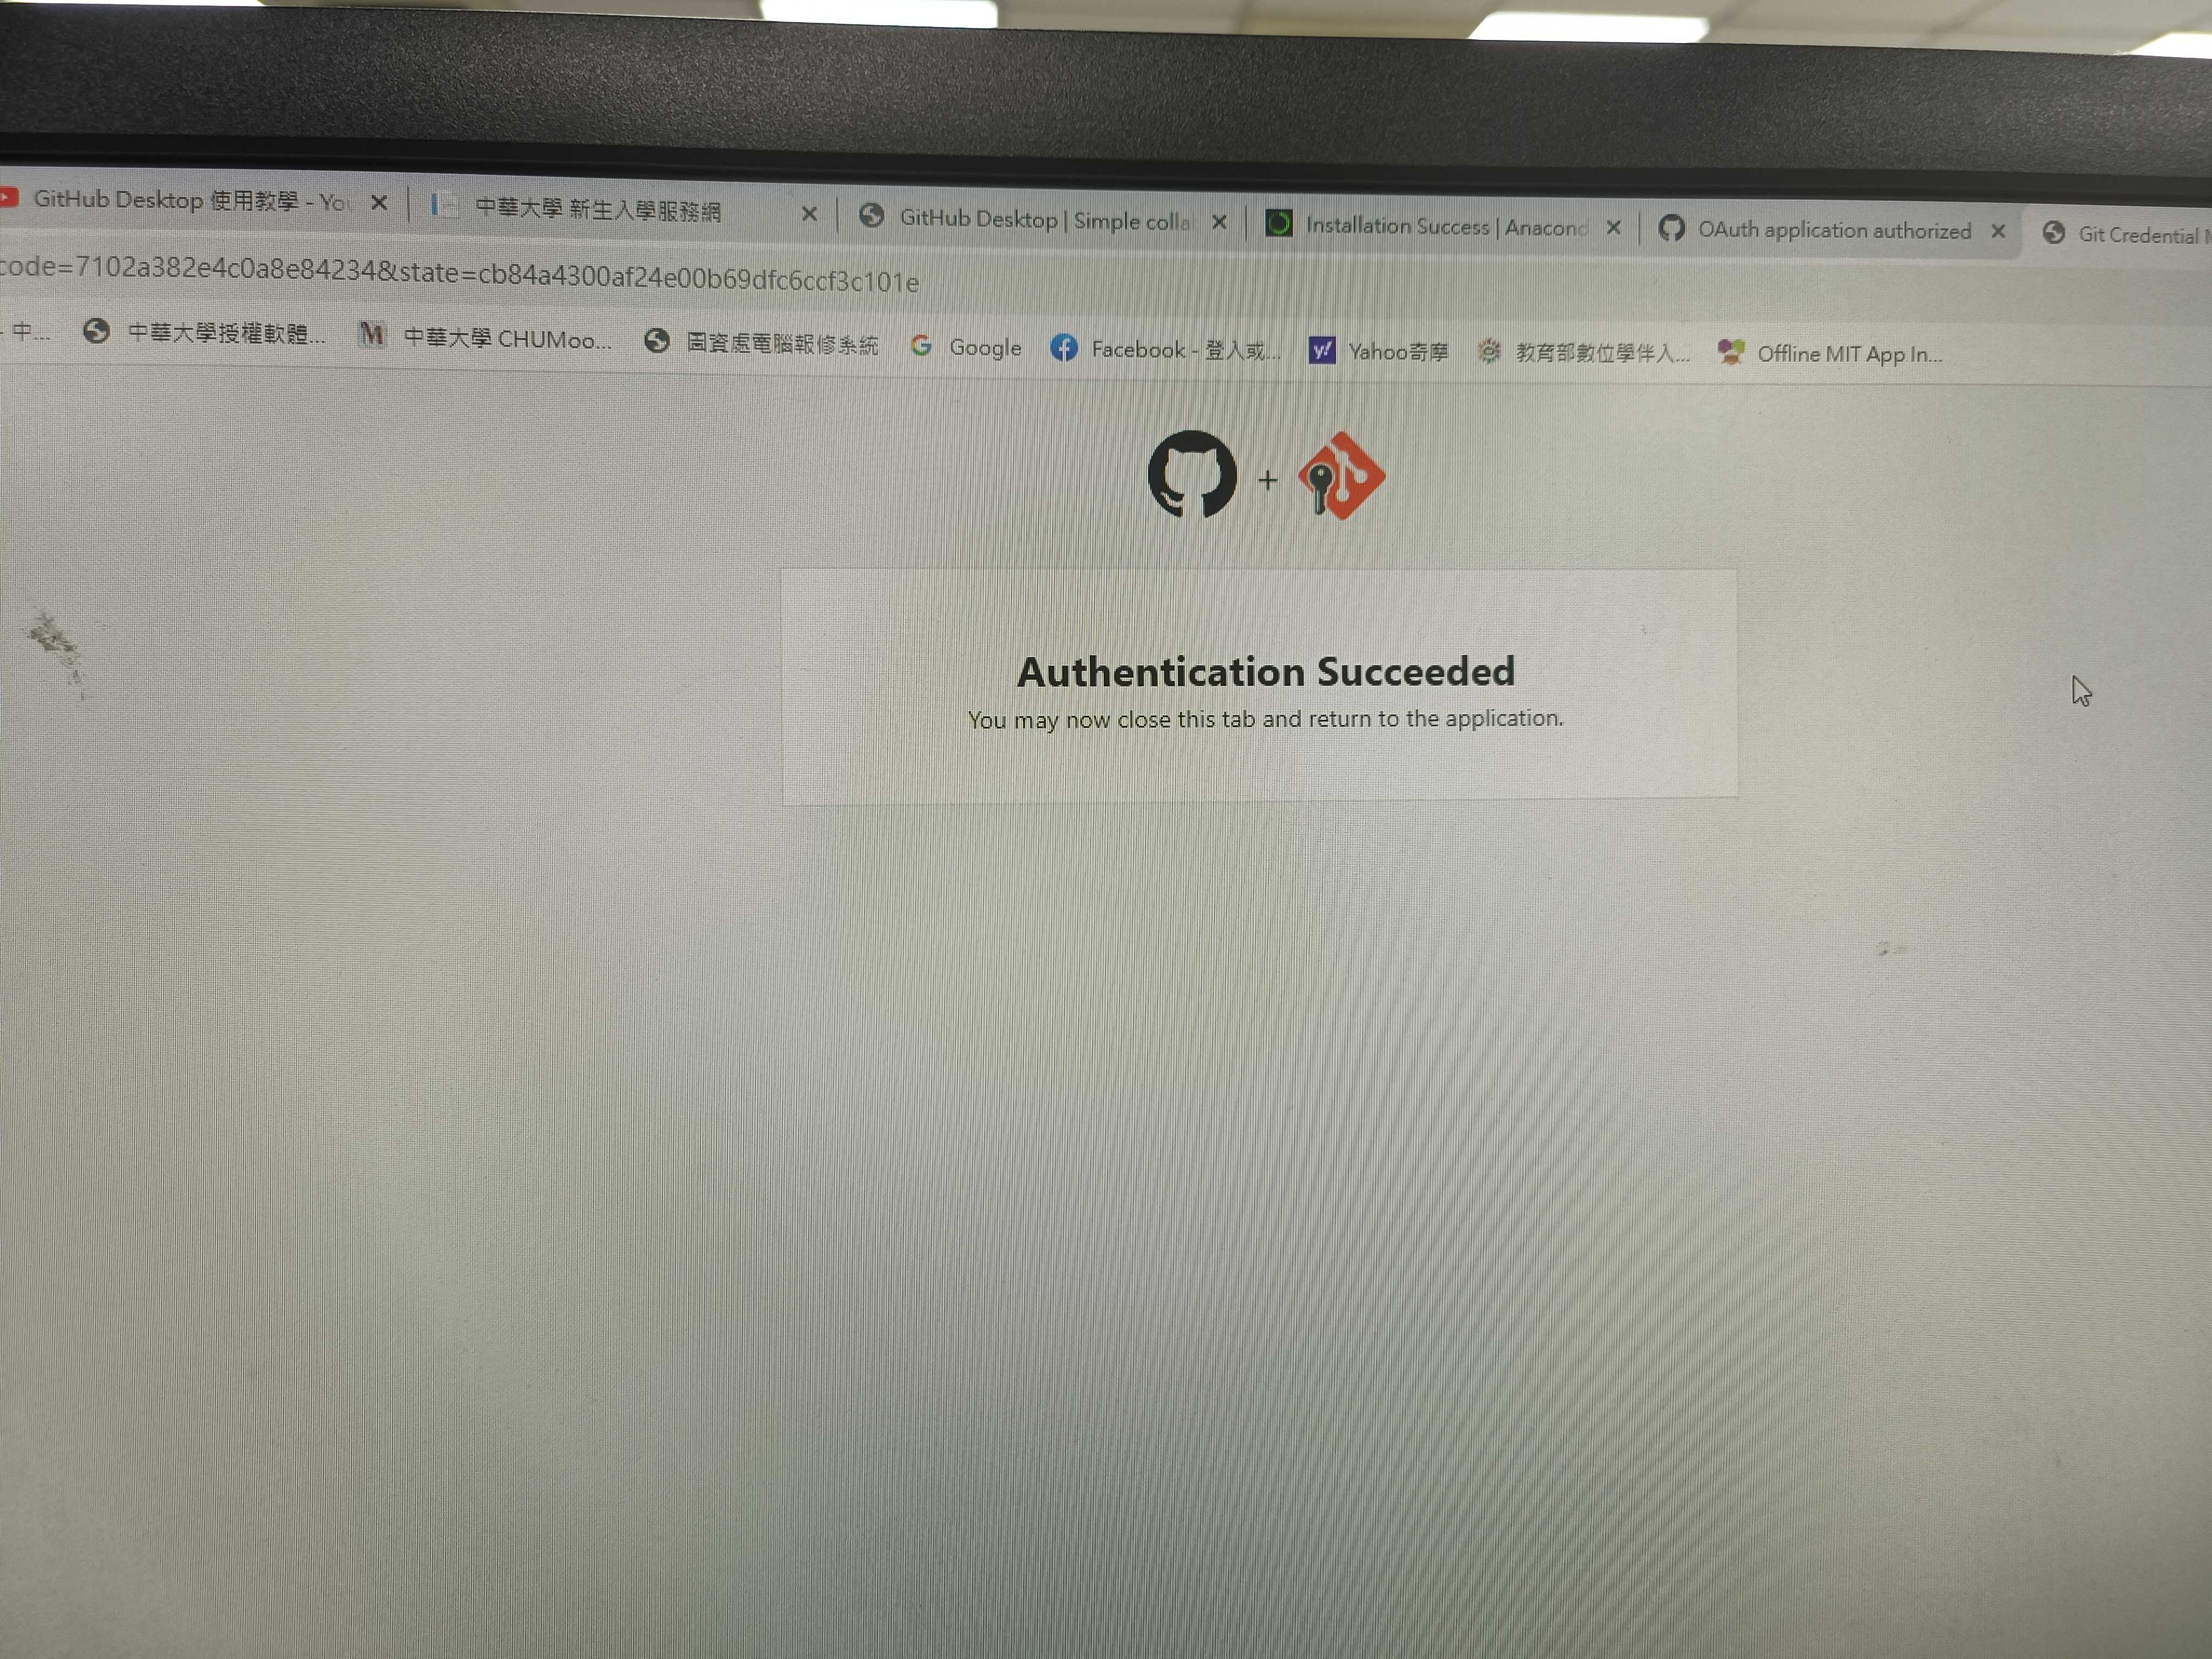 GitHub Desktop 使用教學 - You
中華大學 新生入學服務網
GitHub Desktop | Simple colla
Installation Success | Anacond
OAuth application authorized
Git Credential M
code=7102a382e4c0a8e84234&state=cb84a4300af24e00b69dfc6ccf3c101e
中...
中華大學授權軟體...
中華大學 CHUMoo...
圖資處電腦報修系統
Google
Facebook - 登入或...
Yahoo奇摩
教育部數位學伴入...
Offline MIT App In...
+
Authentication Succeeded
You may now close this tab and return to the application.